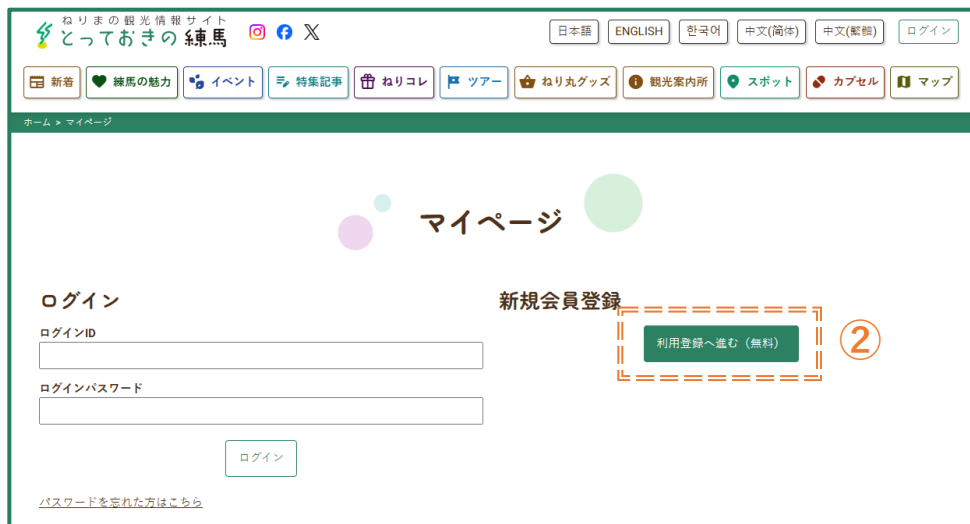 ねりまの観光情報サイト
とっておきの練馬
日本語 ENGLISH 한국어 中文(简体) 中文(繁體) ログイン
新着 練馬の魅力 イベント 特集記事 ねりコレ ツアー ねり丸グッズ 観光案内所 スポット カプセル マップ
ホーム > マイページ
マイページ
ログイン
ログインID
ログインパスワード
ログイン
パスワードを忘れた方はこちら
新規会員登録
利用登録へ進む（無料）
②